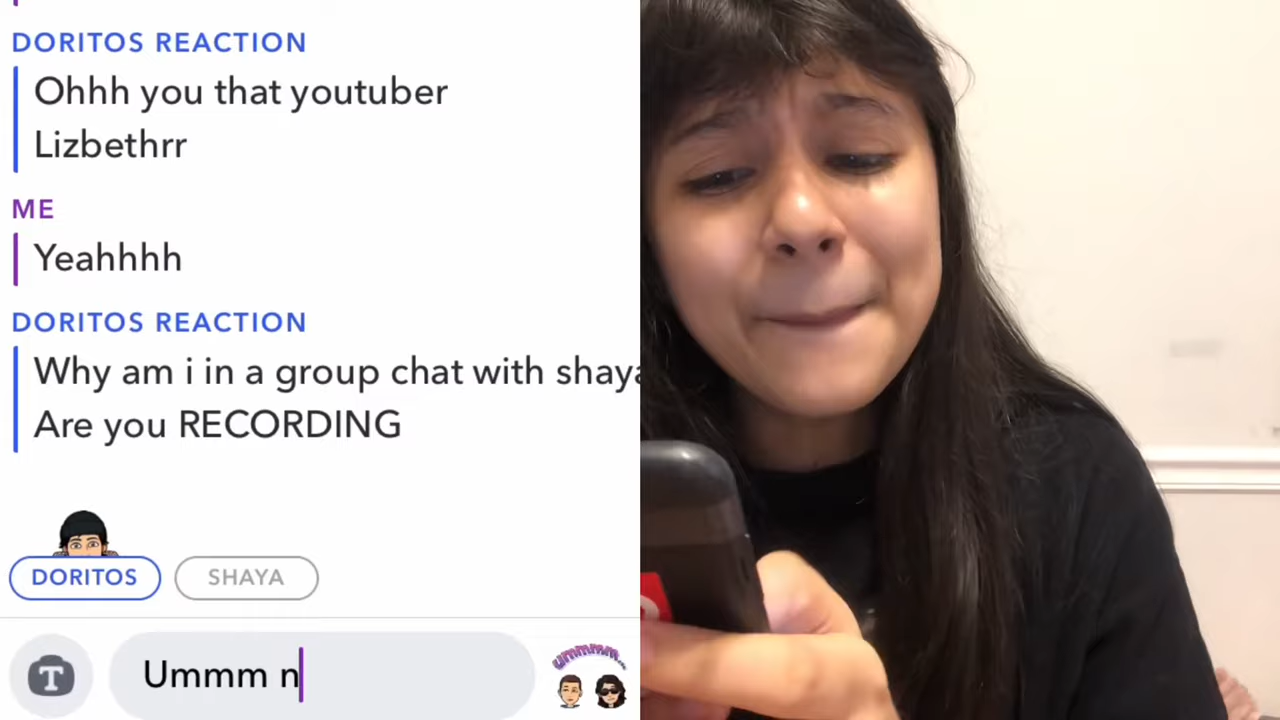 DORITOS REACTION
Ohhh you that youtuber
Lizbethrr
ME
Yeahhhh
DORITOS REACTION
Why am i in a group chat with shaya
Are you RECORDING
DORITOS SHAYA
T Ummm n ummmm...